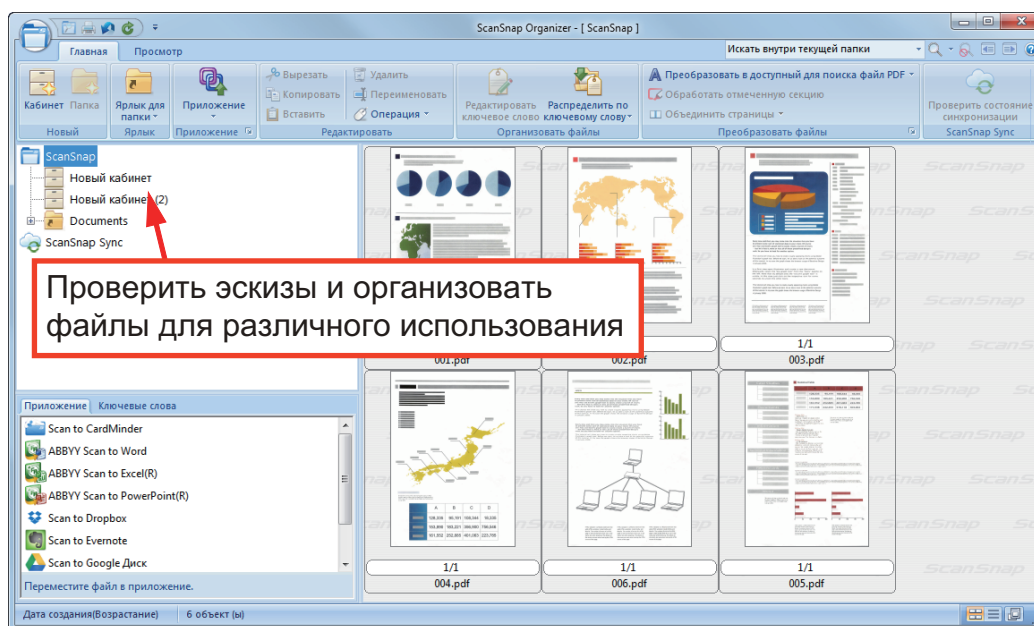 ScanSnap Organizer - [ ScanSnap ]
Главная Просмотр
Искать внутри текущей папки
Кабинет Папка
Ярлык для папки
Приложение
Вырезать
Копировать
Вставить
Удалить
Переименовать
Операция
Редактировать ключевое слово
Распределить по ключевому слову
Преобразовать в доступный для поиска файл PDF
Обработать отмеченную секцию
Объединить страницы
Проверить состояние синхронизации
Новый Ярлык Приложение Редактировать Организовать файлы Преобразовать файлы ScanSnap Sync
ScanSnap
Новый кабинет
Новый кабинет (2)
Documents
ScanSnap Sync
Проверить эскизы и организовать
файлы для различного использования
1/1
001.pdf 002.pdf 003.pdf
Приложение Ключевые слова
Scan to CardMinder
ABBYY Scan to Word
ABBYY Scan to Excel(R)
ABBYY Scan to PowerPoint(R)
Scan to Dropbox
Scan to Evernote
Scan to Google Диск
Переместите файл в приложение.
A B C D
1/1 1/1 1/1
004.pdf 006.pdf 005.pdf
Дата создания(Возрастание) 6 объект (ы)